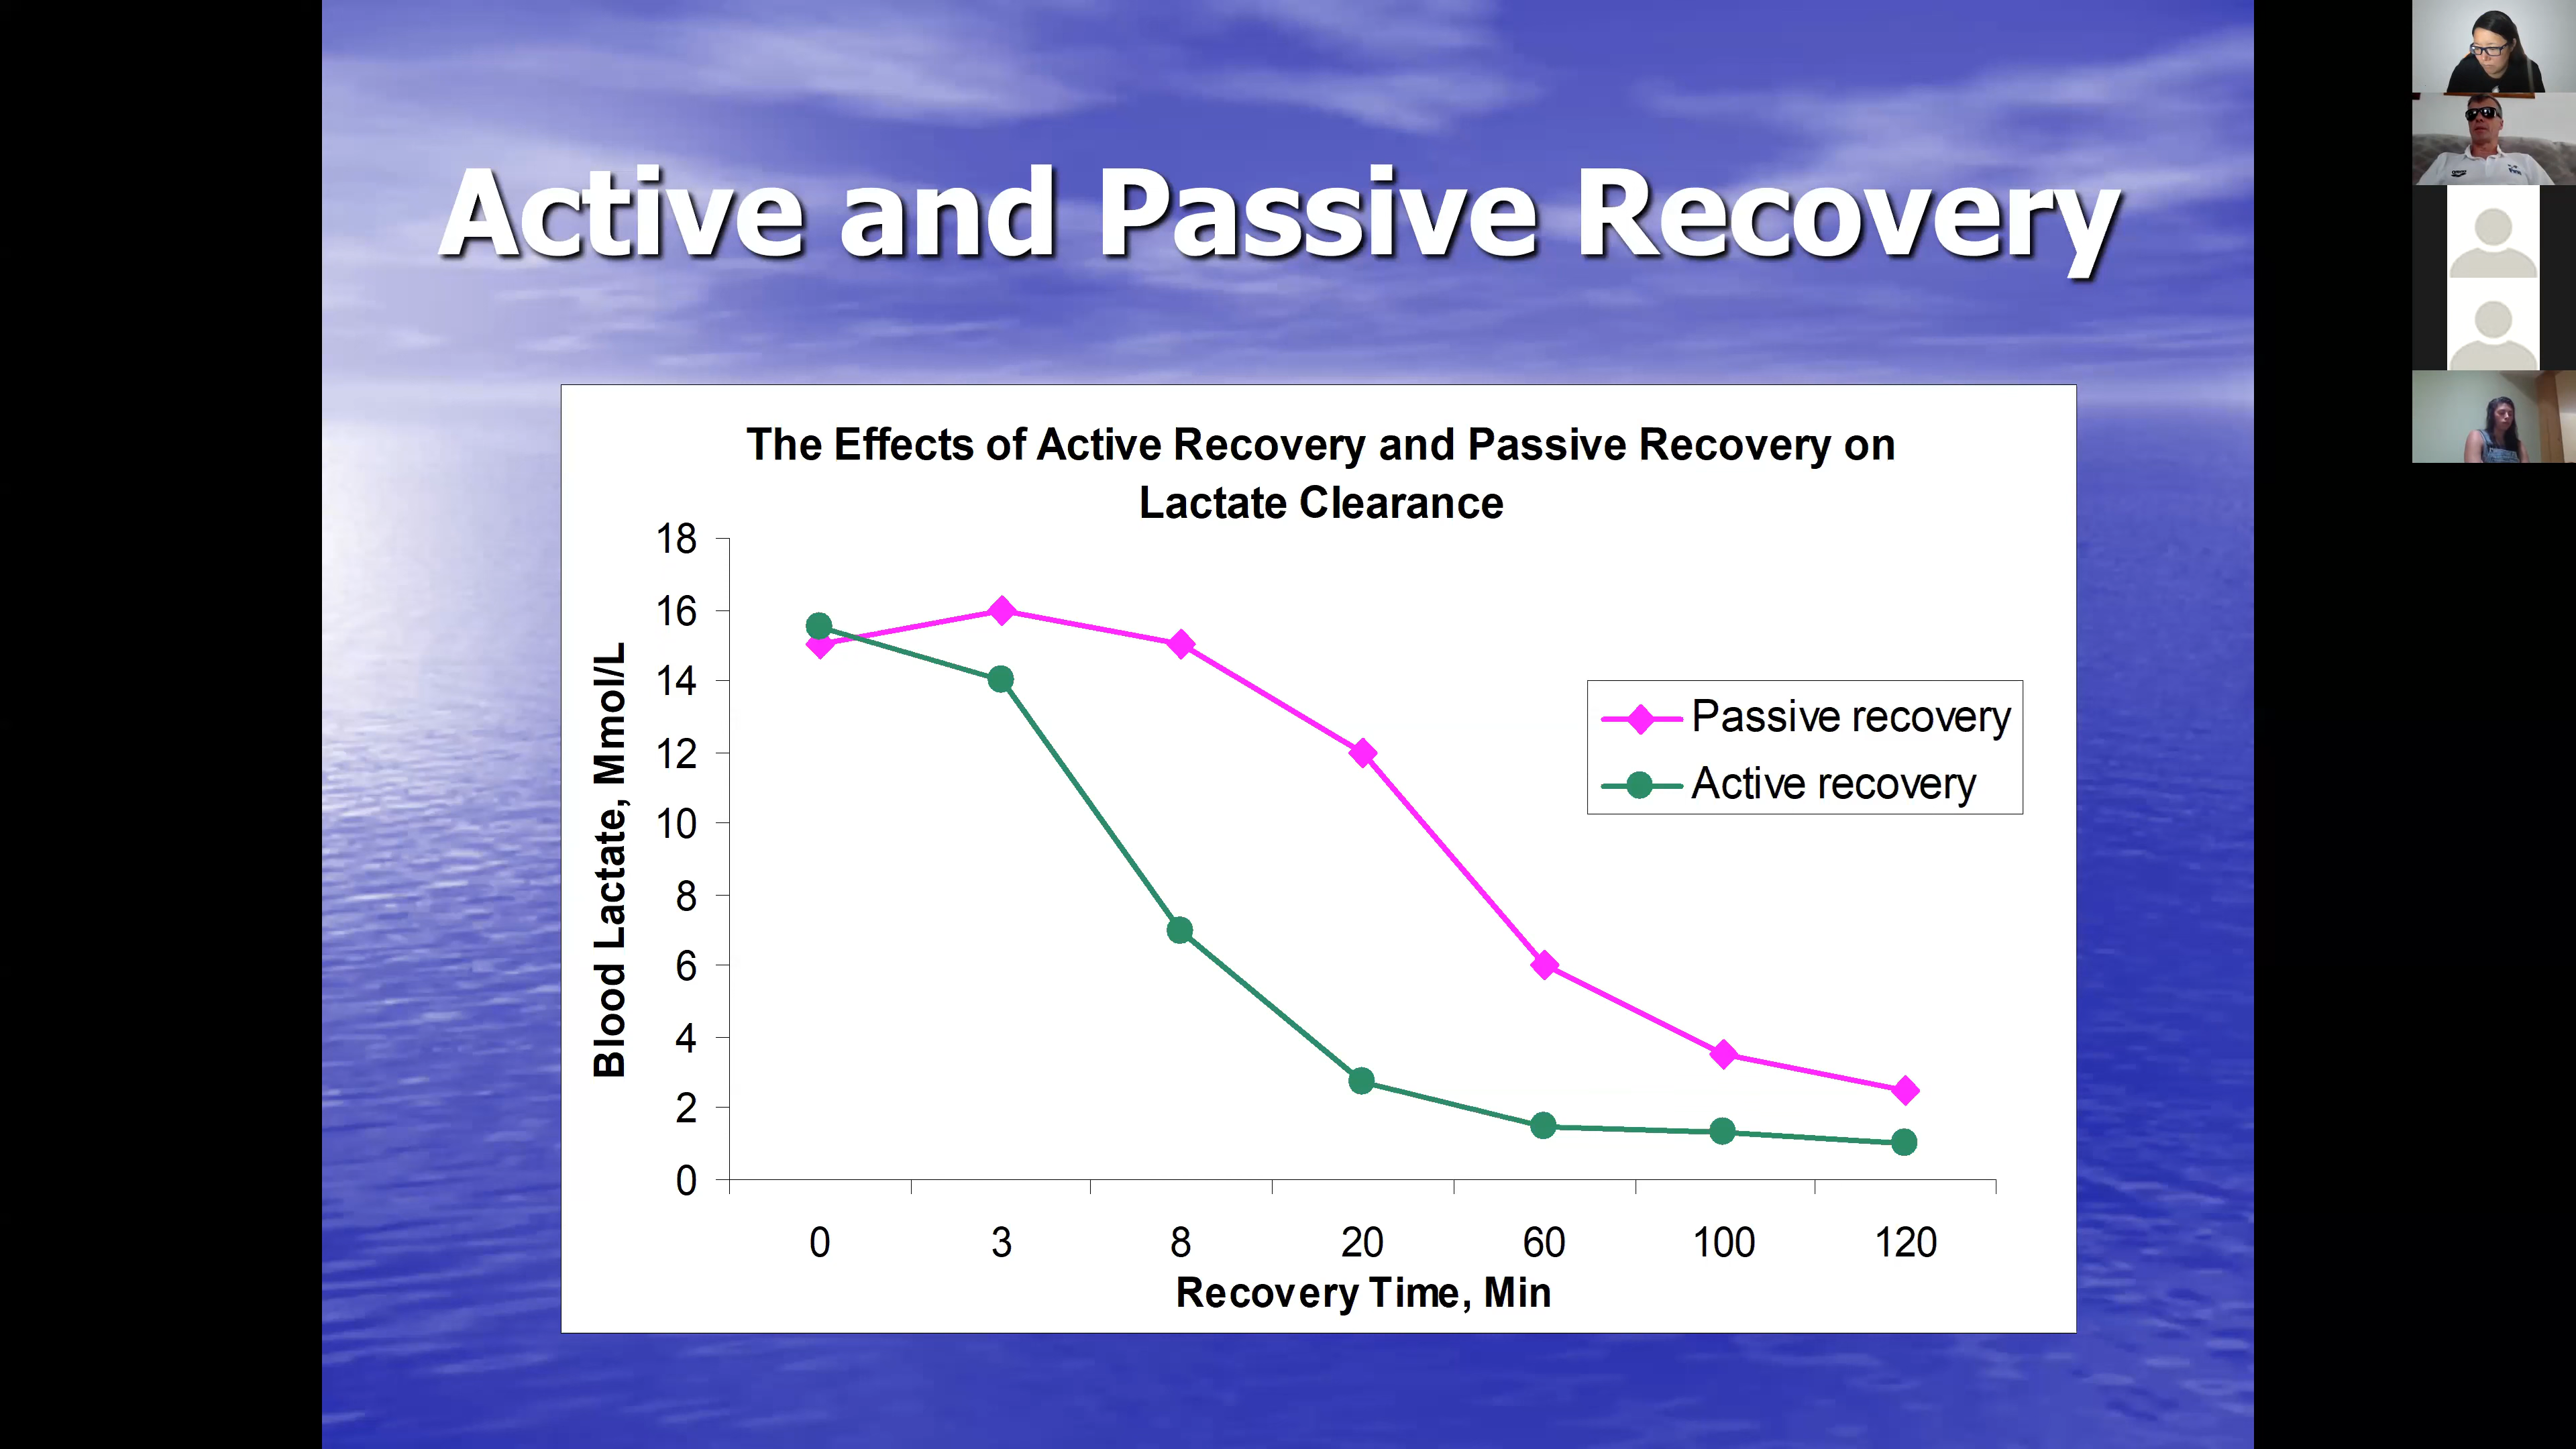 Active and Passive Recovery
The Effects of Active Recovery and Passive Recovery on
Lactate Clearance
18
16
14
12
10
8
6
4
2
0
Blood Lactate, Mmol/L
Passive recovery
Active recovery
0 3 8 20 60 100 120
Recovery Time, Min